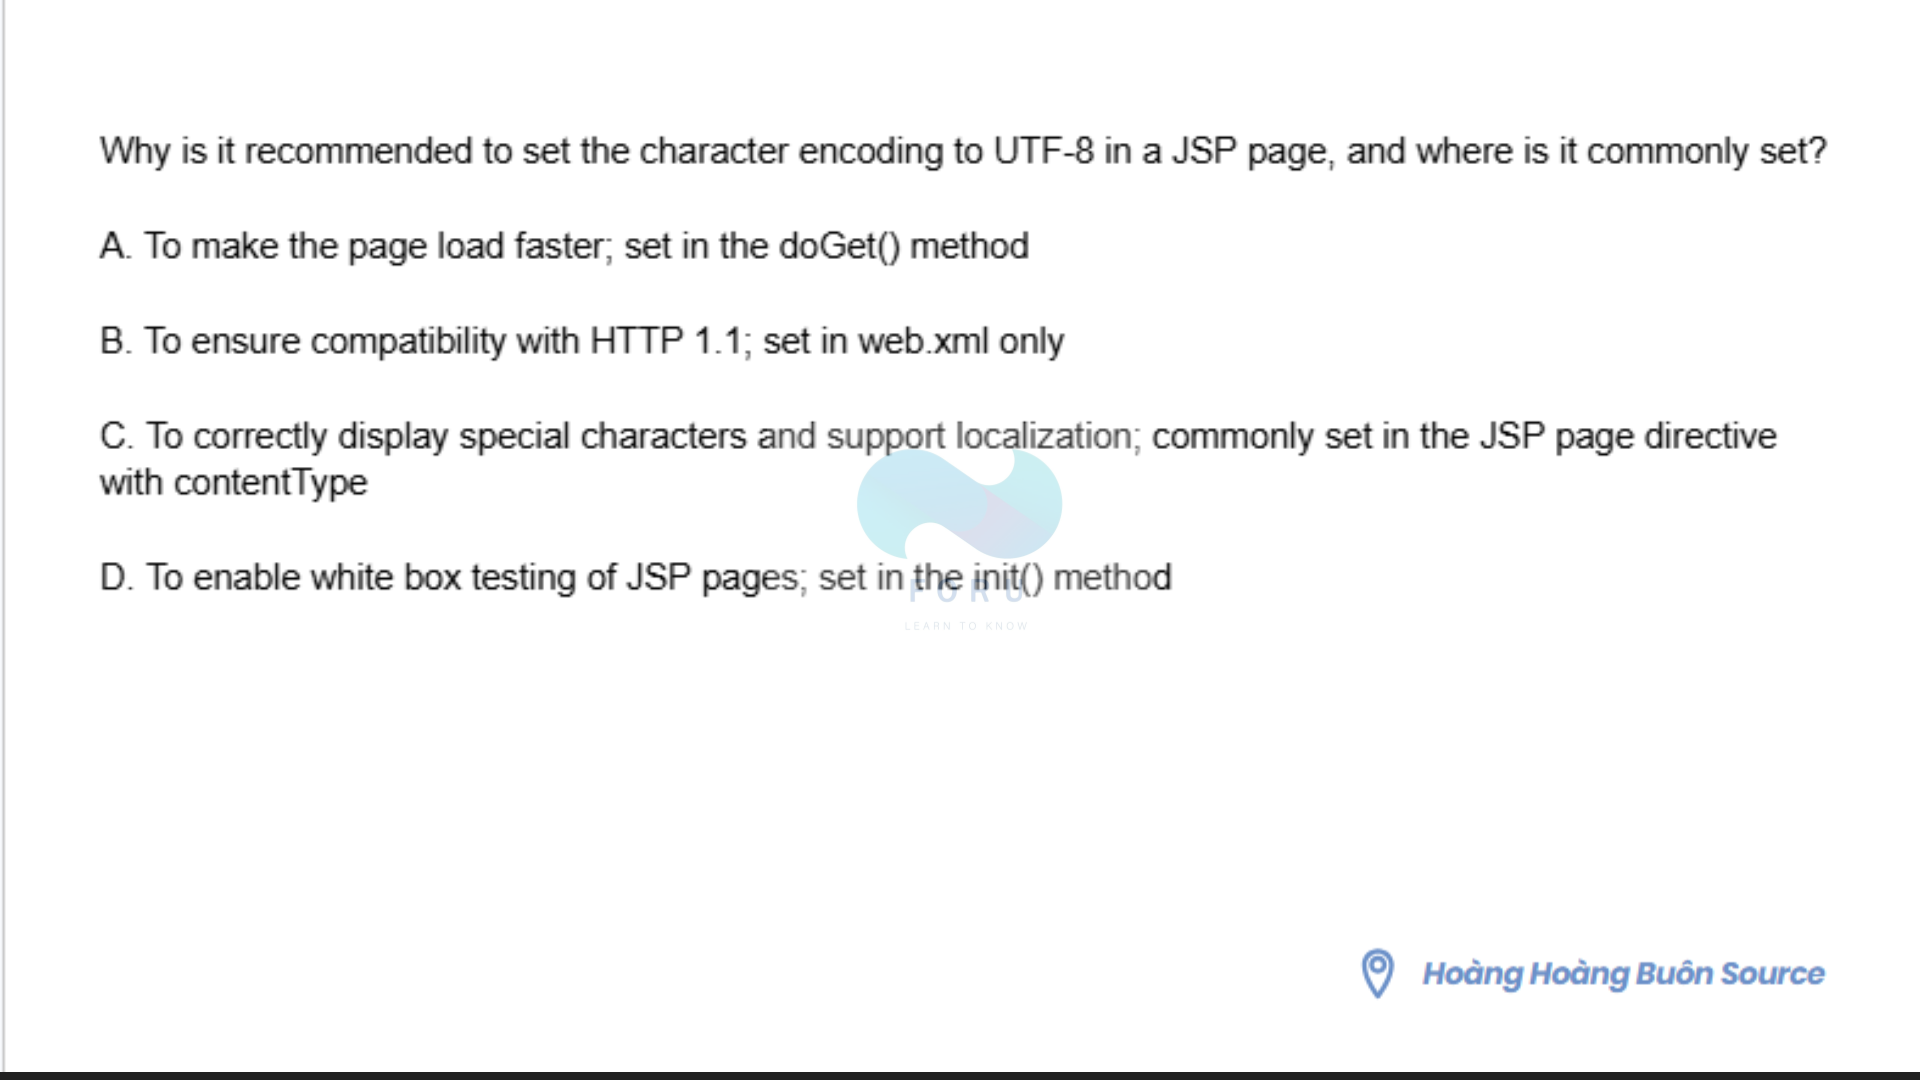 Why is it recommended to set the character encoding to UTF-8 in a JSP page, and where is it commonly set?
A. To make the page load faster; set in the doGet() method
B. To ensure compatibility with HTTP 1.1; set in web.xml only
C. To correctly display special characters and support localization; commonly set in the JSP page directive
with contentType
D. To enable white box testing of JSP pages; set in the init() method
FORU
LEARN TO KNOW
Hoàng Hoàng Buôn Source